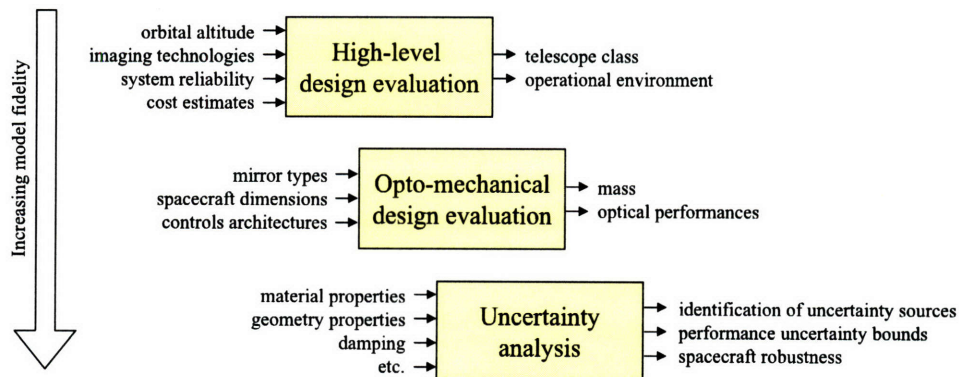 Increasing model fidelity
orbital altitude
imaging technologies
system reliability
cost estimates
High-level
design evaluation
telescope class
operational environment
mirror types
spacecraft dimensions
controls architectures
Opto-mechanical
design evaluation
mass
optical performances
material properties
geometry properties
damping
etc.
Uncertainty
analysis
identification of uncertainty sources
performance uncertainty bounds
spacecraft robustness